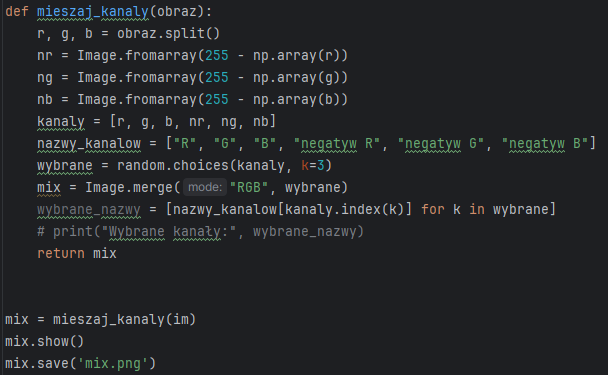 def mieszaj_kanaly(obraz):
    r, g, b = obraz.split()
    nr = Image.fromarray(255 - np.array(r))
    ng = Image.fromarray(255 - np.array(g))
    nb = Image.fromarray(255 - np.array(b))
    kanaly = [r, g, b, nr, ng, nb]
    nazwy_kanalow = ["R", "G", "B", "negatyw R", "negatyw G", "negatyw B"]
    wybrane = random.choices(kanaly, k=3)
    mix = Image.merge( mode: "RGB", wybrane)
    wybrane_nazwy = [nazwy_kanalow[kanaly.index(k)] for k in wybrane]
    # print("Wybrane kanały:", wybrane_nazwy)
    return mix
mix = mieszaj_kanaly(im)
mix.show()
mix.save('mix.png')